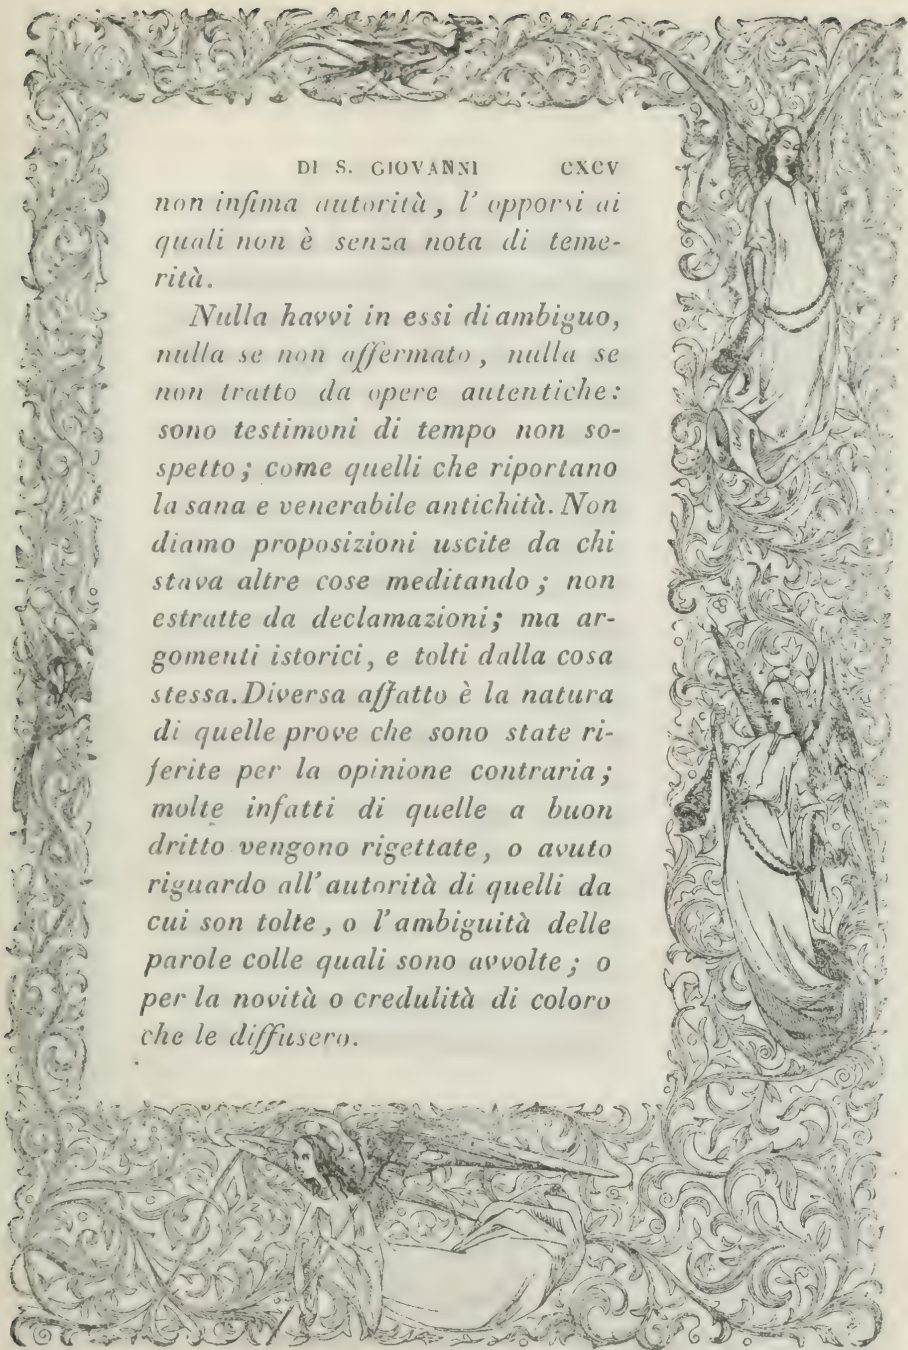 DI S. GIOVANNI CXCV
non infima autorità, l' opporsi ai
quali non è senza nota di teme-
rità.
Nulla havvi in essi di ambiguo,
nulla se non affermato, nulla se
non tratto da opere autentiche:
sono testimoni di tempo non so-
spetto; come quelli che riportano
la sana e venerabile antichità. Non
diamo proposizioni uscite da chi
stava altre cose meditando; non
estratte da declamazioni; ma ar-
gomenti istorici, e tolti dalla cosa
stessa. Diversa affatto è la natura
di quelle prove che sono state ri-
ferite per la opinione contraria;
molte infatti di quelle a buon
dritto vengono rigettate, o avuto
riguardo all' autorità di quelli da
cui son tolte, o l' ambiguità delle
parole colle quali sono avvolte; o
per la novità o credulità di coloro
che le diffusero.